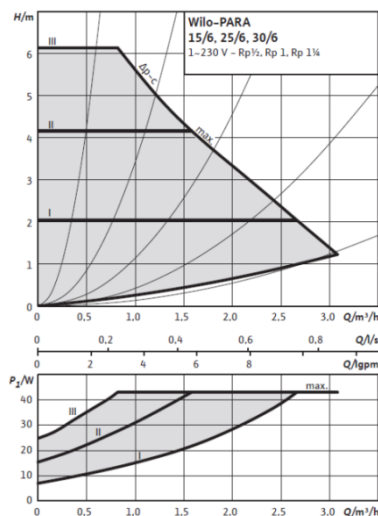 H/m
Wilo-PARA
15/6, 25/6, 30/6
1~230 V - Rp½, Rp 1, Rp 1¼
III
Δp-c
6
5
II
max.
4
3
I
2
1
0
0 0,5 1,0 1,5 2,0 2,5 3,0 Q/m³/h
0 0,2 0,4 0,6 0,8 Q/l/s
0 2 4 6 8 Q/Igpm
P₁/W
max.
40
III
30
II
20
I
10
0
0 0,5 1,0 1,5 2,0 2,5 3,0 Q/m³/h